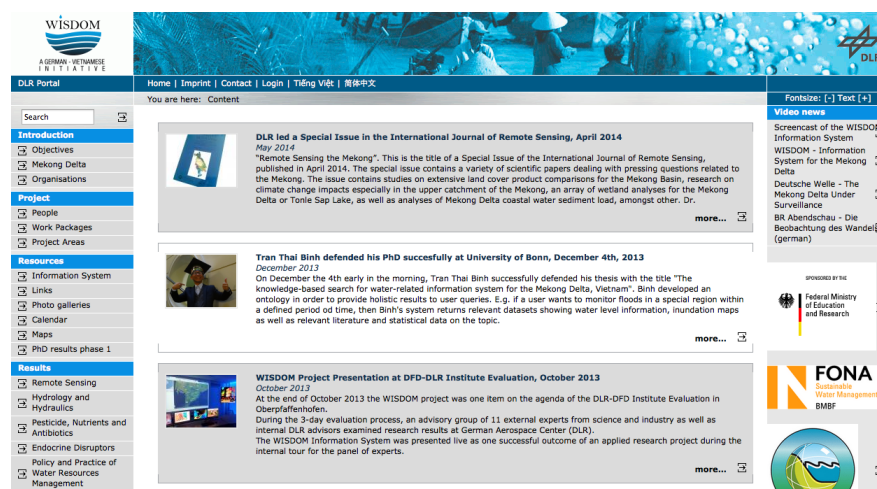 WISDOM
A GERMAN - VIETNAMESE
INITIATIVE
DLR
DLR Portal
Home | Imprint | Contact | Login | Tiếng Việt | 简体中文
You are here: Content
Fontsize: [-] Text [+]
Search
Introduction
Objectives
Mekong Delta
Organisations
Project
People
Work Packages
Project Areas
Resources
Information System
Links
Photo galleries
Calendar
Maps
PhD results phase 1
Results
Remote Sensing
Hydrology and
Hydraulics
Pesticide, Nutrients and
Antibiotics
Endocrine Disruptors
Policy and Practice of
Water Resources
Management
DLR led a Special Issue in the International Journal of Remote Sensing, April 2014
May 2014
"Remote Sensing the Mekong". This is the title of a Special Issue of the International Journal of Remote Sensing,
published in April 2014. The special issue contains a variety of scientific papers dealing with pressing questions related to
the Mekong. The issue contains studies on extensive land cover product comparisons for the Mekong Basin, research on
climate change impacts especially in the upper catchment of the Mekong, an array of wetland analyses for the Mekong
Delta or Tonle Sap Lake, as well as analyses of Mekong Delta coastal water sediment load, amongst other. Dr.
more...
Tran Thai Binh defended his PhD succesfully at University of Bonn, December 4th, 2013
December 2013
On December the 4th early in the morning, Tran Thai Binh successfully defended his thesis with the title "The
knowledge-based search for water-related information system for the Mekong Delta, Vietnam". Binh developed an
ontology in order to provide holistic results to user queries. E.g. if a user wants to monitor floods in a special region within
a defined period od time, then Binh's system returns relevant datasets showing water level information, inundation maps
as well as relevant literature and statistical data on the topic.
more...
WISDOM Project Presentation at DFD-DLR Institute Evaluation, October 2013
October 2013
At the end of October 2013 the WISDOM project was one item on the agenda of the DLR-DFD Institute Evaluation in
Oberpfaffenhofen.
During the 3-day evaluation process, an advisory group of 11 external experts from science and industry as well as
internal DLR advisors examined research results at German Aerospace Center (DLR).
The WISDOM Information System was presented live as one successful outcome of an applied research project during the
internal tour for the panel of experts.
more...
Video news
Screencast of the WISDO
Information System
WISDOM - Information
System for the Mekong
Delta
Deutsche Welle - The
Mekong Delta Under
Surveillance
BR Abendschau - Die
Beobachtung des Wandels
(german)
SPONSORED BY THE
Federal Ministry
of Education
and Research
FONA
Sustainable
Water Management
BMBF